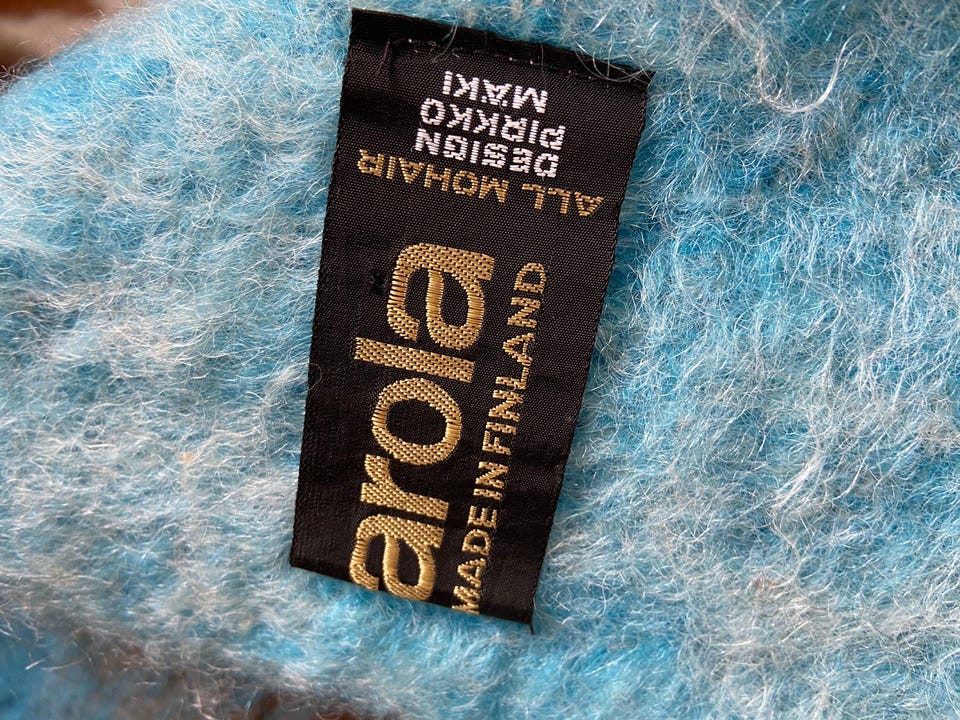 arola
MADE IN FINLAND
ALL MOHAIR
DESIGN
PIRKKO
MÄKI